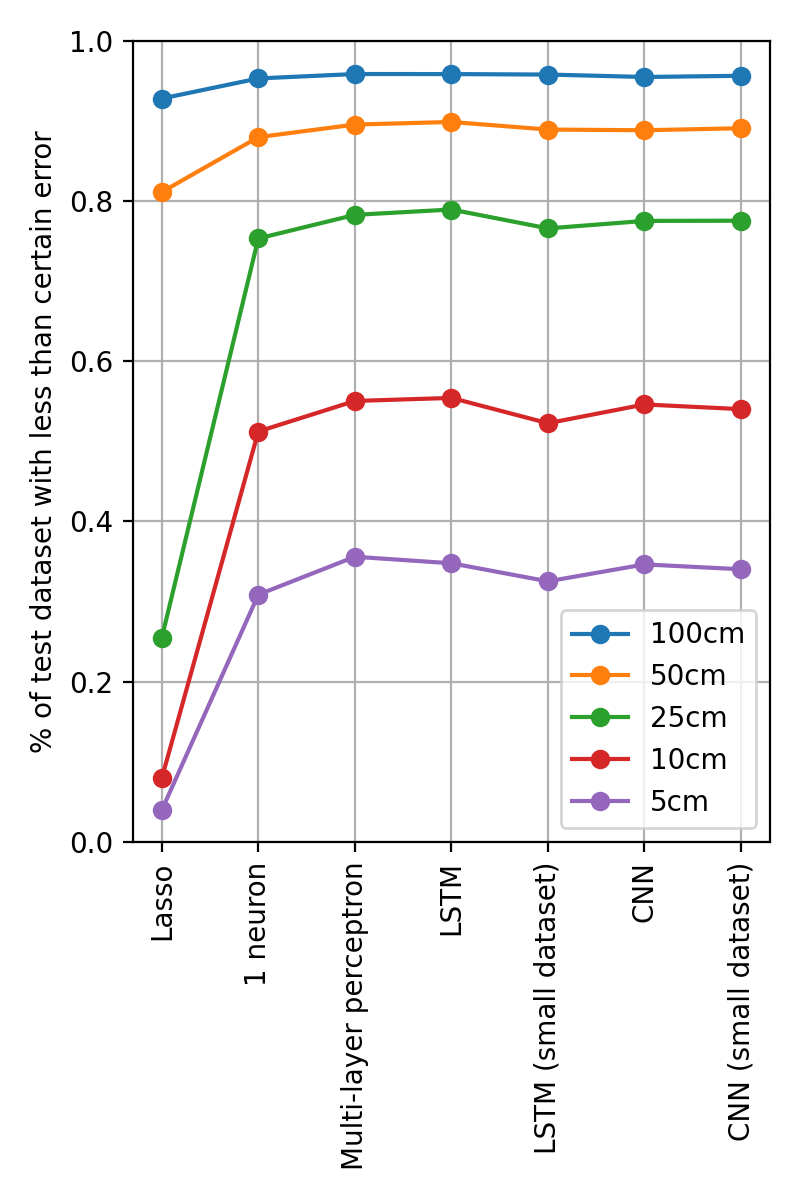 % of test dataset with less than certain error
1.0
0.8
0.6
0.4
0.2
0.0
100cm
50cm
25cm
10cm
5cm
Lasso
1 neuron
Multi-layer perceptron
LSTM
LSTM (small dataset)
CNN
CNN (small dataset)